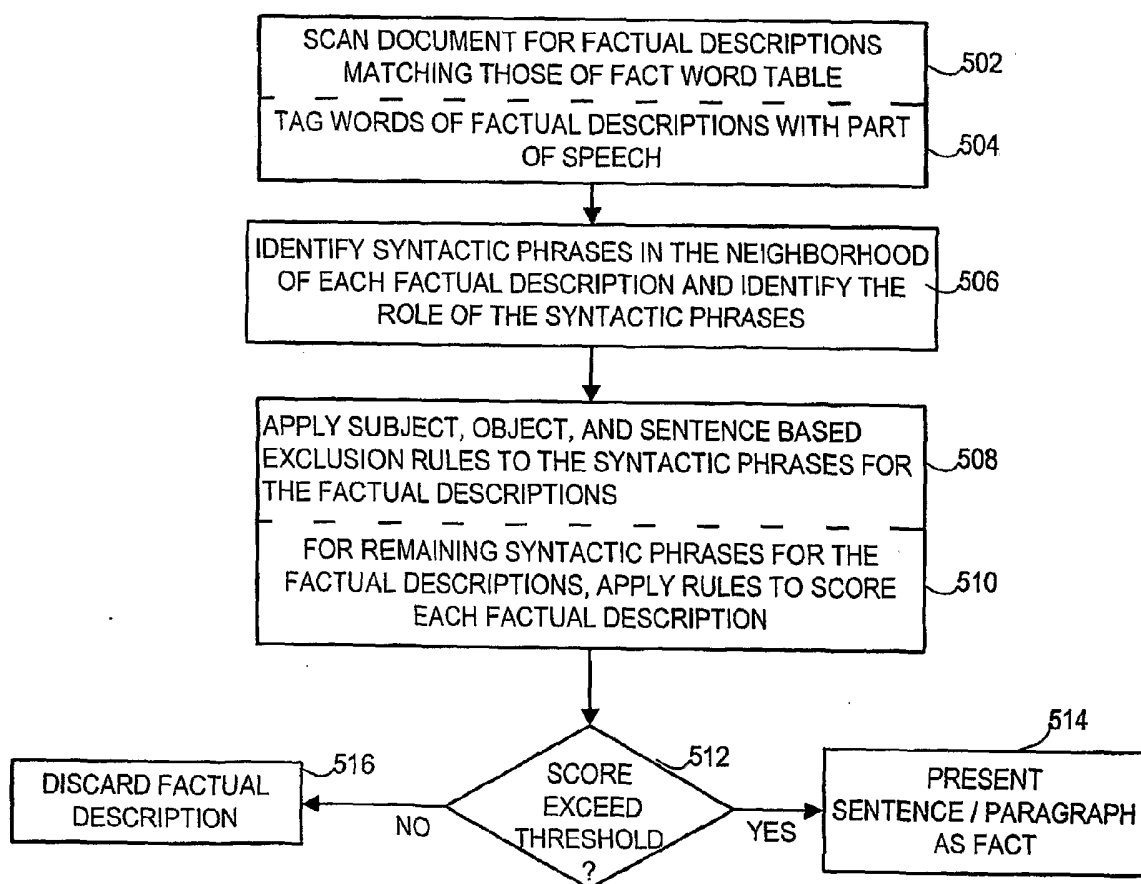 SCAN DOCUMENT FOR FACTUAL DESCRIPTIONS
MATCHING THOSE OF FACT WORD TABLE
502
TAG WORDS OF FACTUAL DESCRIPTIONS WITH PART
OF SPEECH
504
IDENTIFY SYNTACTIC PHRASES IN THE NEIGHBORHOOD
OF EACH FACTUAL DESCRIPTION AND IDENTIFY THE
ROLE OF THE SYNTACTIC PHRASES
506
APPLY SUBJECT, OBJECT, AND SENTENCE BASED
EXCLUSION RULES TO THE SYNTACTIC PHRASES FOR
THE FACTUAL DESCRIPTIONS
508
FOR REMAINING SYNTACTIC PHRASES FOR THE
FACTUAL DESCRIPTIONS, APPLY RULES TO SCORE
EACH FACTUAL DESCRIPTION
510
SCORE
EXCEED
THRESHOLD
?
512
NO
YES
DISCARD FACTUAL
DESCRIPTION
516
PRESENT
SENTENCE / PARAGRAPH
AS FACT
514